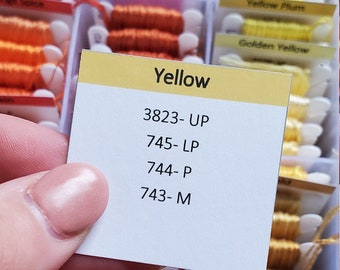 Yellow Plum
Golden Yellow
Yellow
3823- UP
745- LP
744- P
743- M